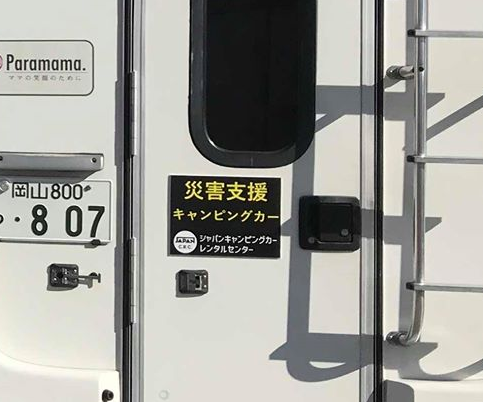 Paramama.
ママの笑顔のために
岡山800
・807
災害支援
キャンピングカー
JAPAN
C.R.C
ジャパンキャンピングカー
レンタルセンター